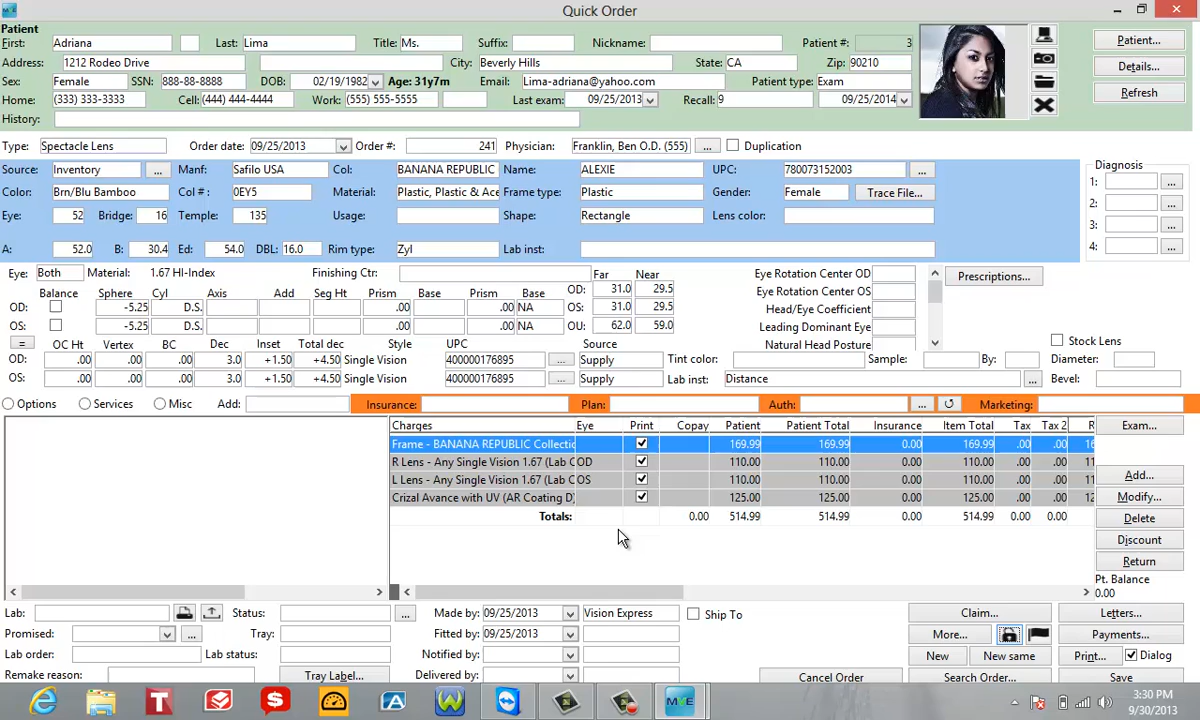 Quick Order
Patient
First: Adriana Last: Lima Title: Ms. Suffix: Nickname: Patient #: 3 Patient...
Address: 1212 Rodeo Drive City: Beverly Hills State: CA Zip: 90210 Details...
Sex: Female SSN: 888-88-8888 DOB: 02/19/1982 Age: 31y7m Email: Lima-adriana@yahoo.com Patient type: Exam
Home: (333) 333-3333 Cell: (444) 444-4444 Work: (555) 555-5555 Last exam: 09/25/2013 Recall: 9 09/25/2014 Refresh
History:
Type: Spectacle Lens Order date: 09/25/2013 Order #: 241 Physician: Franklin, Ben O.D. (555) ... Duplication
Source: Inventory ... Manf: Safilo USA Col: BANANA REPUBLIC Name: ALEXIE UPC: 780073152003 ... Diagnosis
Color: Brn/Blu Bamboo Col #: 0EY5 Material: Plastic, Plastic & Ace Frame type: Plastic Gender: Female Trace File... 1: ...
2: ...
Eye: 52 Bridge: 16 Temple: 135 Usage: Shape: Rectangle Lens color: 3: ...
A: 52.0 B: 30.4 Ed: 54.0 DBL: 16.0 Rim type: Zyl Lab inst: 4: ...
Eye: Both Material: 1.67 HI-Index Finishing Ctr: Far Near Eye Rotation Center OD Prescriptions...
Balance Sphere Cyl Axis Add Seg Ht Prism Base Prism Base OD: 31.0 29.5 Eye Rotation Center OS
OD: -5.25 D.S. .00 .00 NA OS: 31.0 29.5 Head/Eye Coefficient
OS: -5.25 D.S. .00 .00 NA OU: 62.0 59.0 Leading Dominant Eye
= OC Ht Vertex BC Dec Inset Total dec Style UPC Source Natural Head Posture Stock Lens
OD: .00 .00 .00 3.0 +1.50 +4.50 Single Vision 400000176895 ... Supply Tint color: Sample: By: Diameter:
OS: .00 .00 .00 3.0 +1.50 +4.50 Single Vision 400000176895 ... Supply Lab inst: Distance ... Bevel:
Options Services Misc Add: Insurance: Plan: Auth: ... Marketing:
Charges Eye Print Copay Patient Patient Total Insurance Item Total Tax Tax 2 R Exam...
Frame - BANANA REPUBLIC Collectic 169.99 169.99 0.00 169.99 .00 .00 16
R Lens - Any Single Vision 1.67 (Lab C OD 110.00 110.00 0.00 110.00 .00 .00 11
L Lens - Any Single Vision 1.67 (Lab C OS 110.00 110.00 0.00 110.00 .00 .00 11
Crizal Avance with UV (AR Coating D 125.00 125.00 0.00 125.00 .00 .00 12
Totals: 0.00 514.99 514.99 0.00 514.99 0.00 0.00
Add...
Modify...
Delete
Discount
Return
Pt. Balance
0.00
Lab: Status: ... Made by: 09/25/2013 Vision Express Ship To Claim... Letters...
Promised: ... Tray: Fitted by: 09/25/2013 More... Payments...
Lab order: Lab status: Notified by: New New same Print... Dialog
Remake reason: Tray Label... Delivered by: Cancel Order Search Order... Save
3:30 PM
9/30/2013